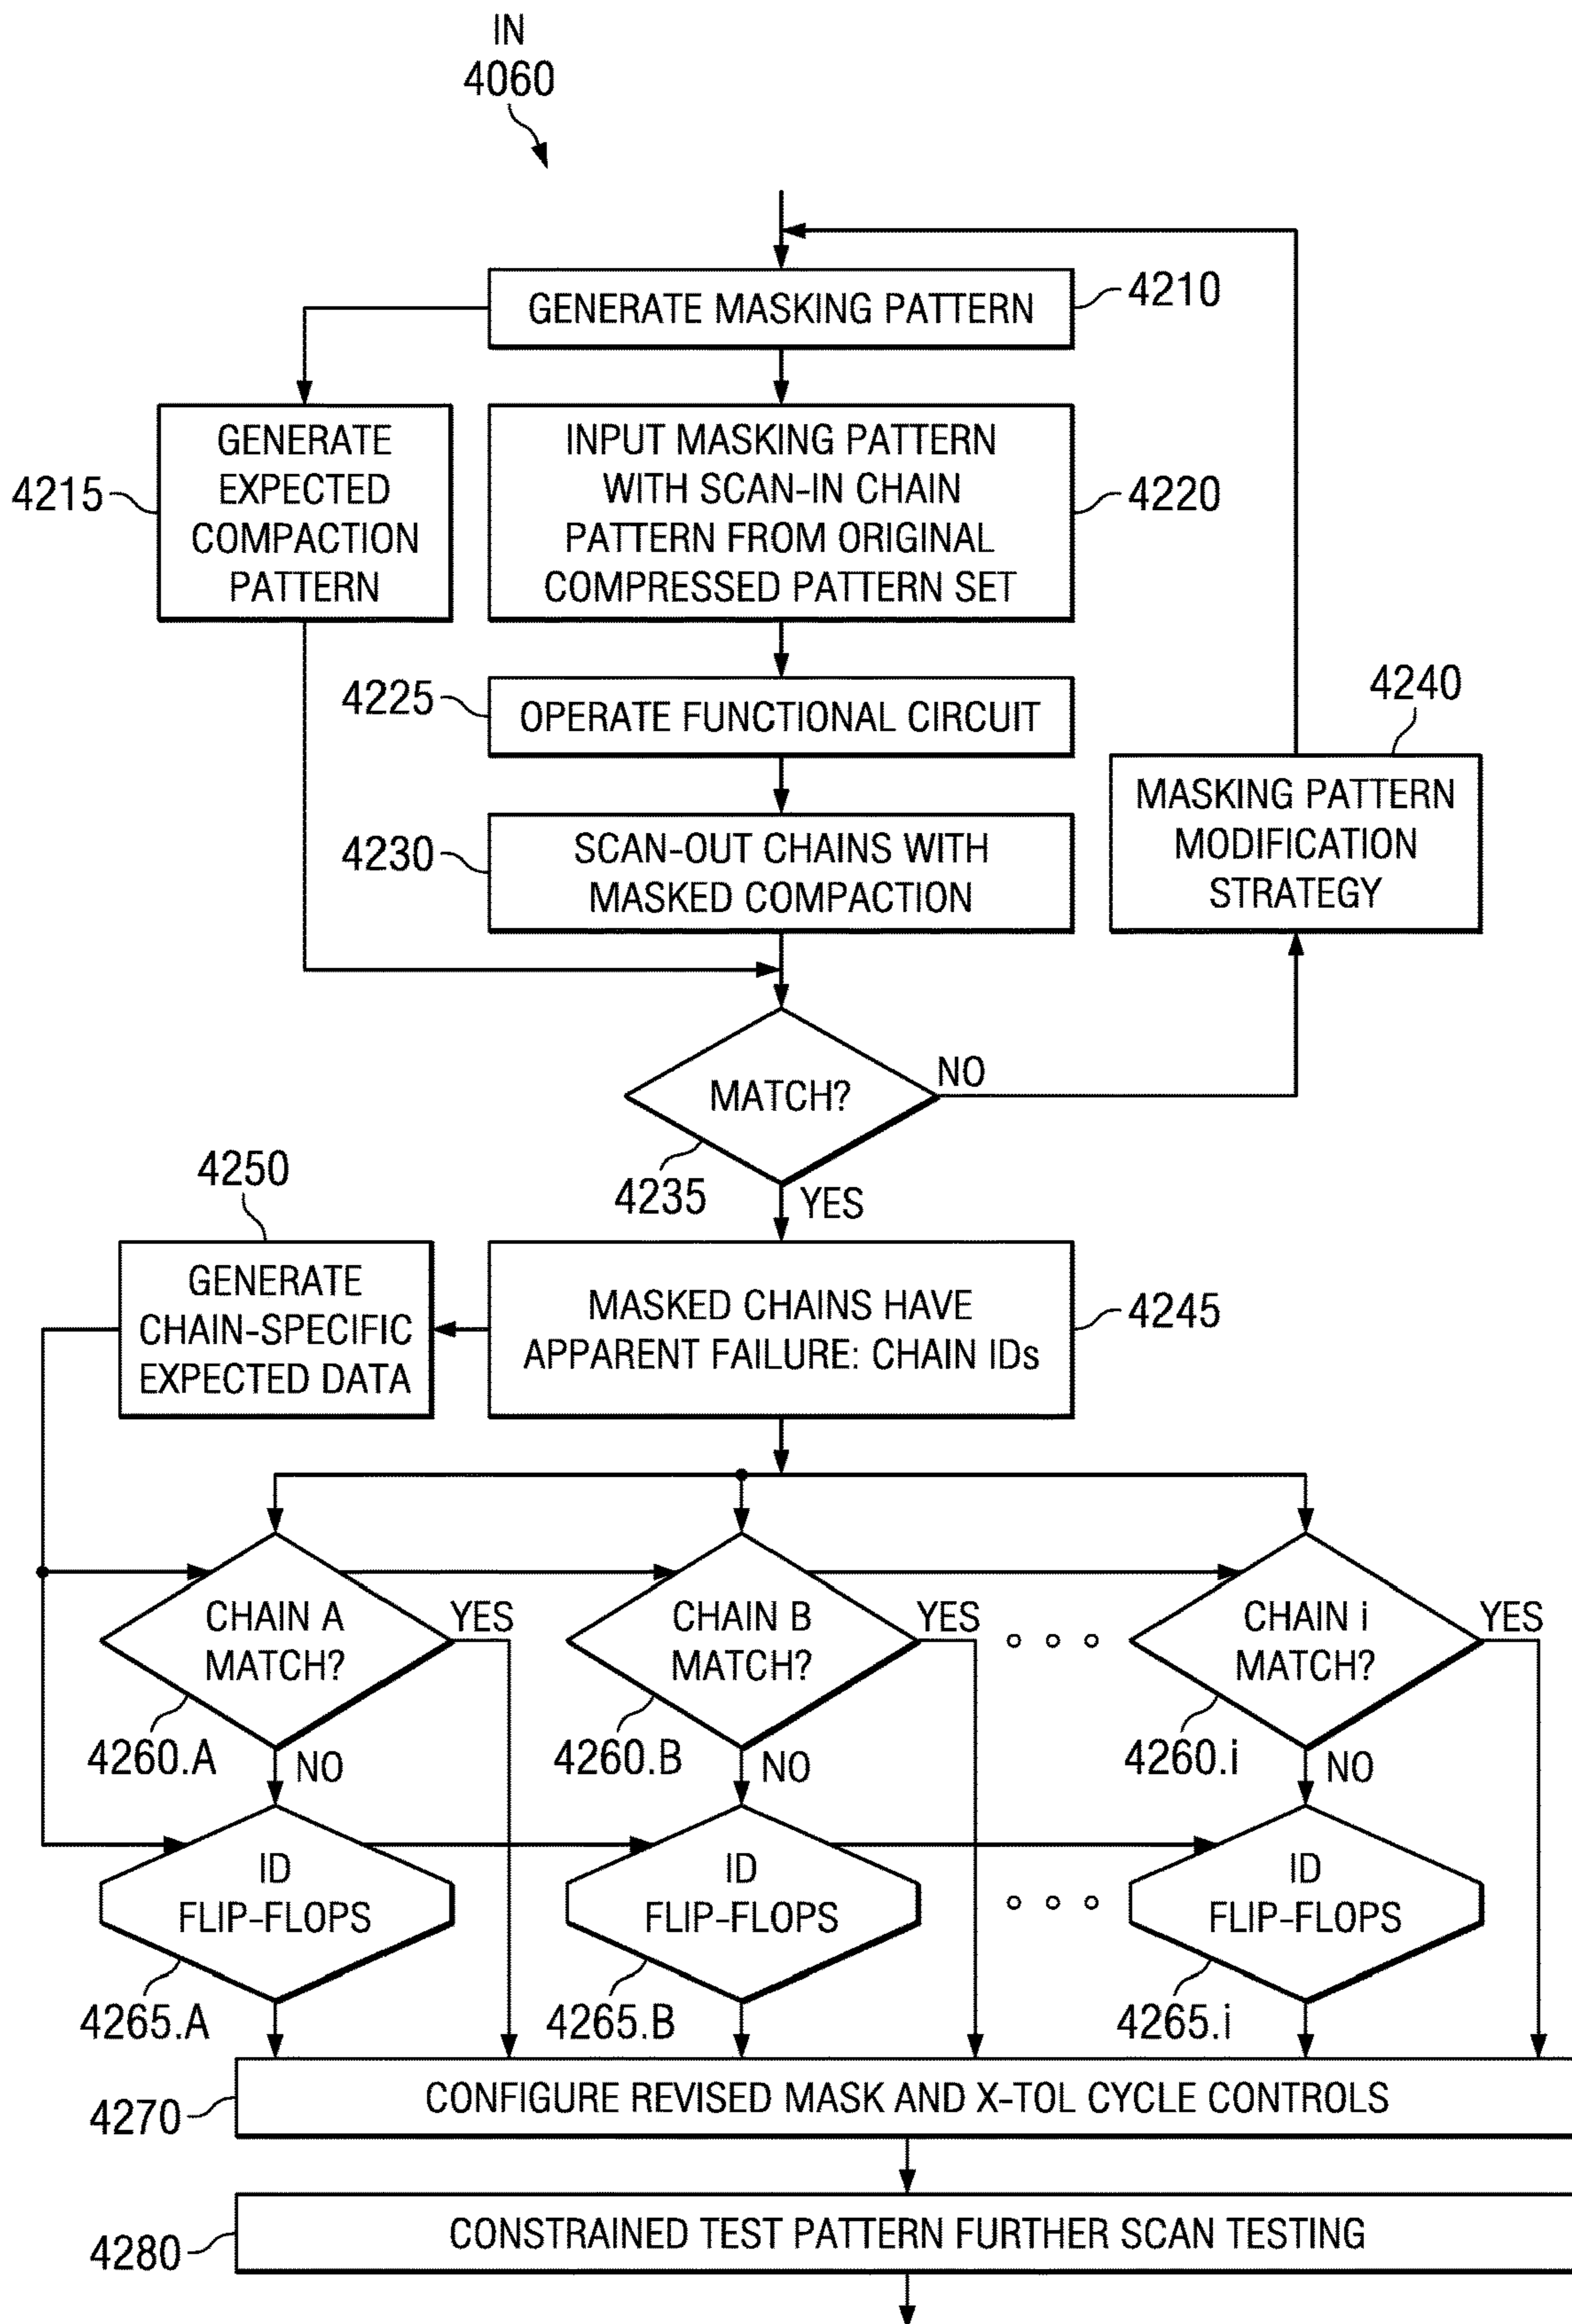 IN
4060
GENERATE MASKING PATTERN
4210
GENERATE
EXPECTED
COMPACTION
PATTERN
4215
INPUT MASKING PATTERN
WITH SCAN-IN CHAIN
PATTERN FROM ORIGINAL
COMPRESSED PATTERN SET
4220
4225
OPERATE FUNCTIONAL CIRCUIT
4240
MASKING PATTERN
MODIFICATION
STRATEGY
4230
SCAN-OUT CHAINS WITH
MASKED COMPACTION
MATCH?
NO
4235
YES
4250
GENERATE
CHAIN-SPECIFIC
EXPECTED DATA
MASKED CHAINS HAVE
APPARENT FAILURE: CHAIN IDs
4245
CHAIN A
MATCH?
YES
4260.A
NO
CHAIN B
MATCH?
YES
4260.B
NO
CHAIN i
MATCH?
YES
4260.i
NO
ID
FLIP-FLOPS
4265.A
ID
FLIP-FLOPS
4265.B
ID
FLIP-FLOPS
4265.i
CONFIGURE REVISED MASK AND X-TOL CYCLE CONTROLS
4270
CONSTRAINED TEST PATTERN FURTHER SCAN TESTING
4280